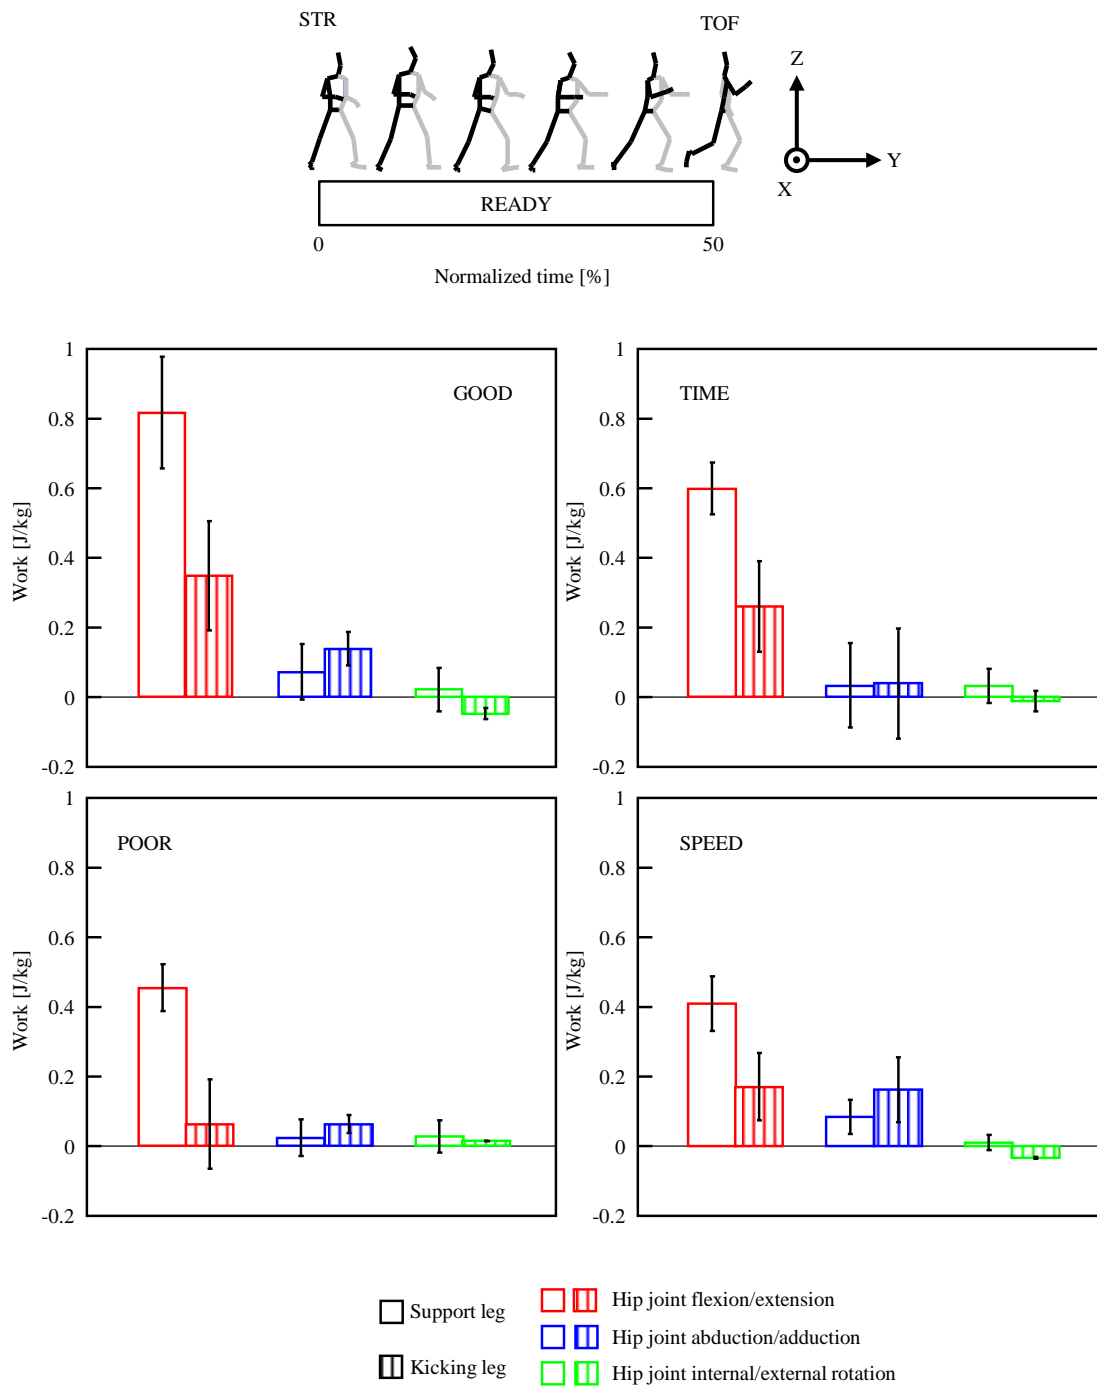 STR
TOF
Z
Y
X
READY
0
50
Normalized time [%]
1
0.8
0.6
0.4
0.2
0
-0.2
Work [J/kg]
GOOD
1
0.8
0.6
0.4
0.2
0
-0.2
Work [J/kg]
TIME
1
0.8
0.6
0.4
0.2
0
-0.2
Work [J/kg]
POOR
1
0.8
0.6
0.4
0.2
0
-0.2
Work [J/kg]
SPEED
Support leg
Kicking leg
Hip joint flexion/extension
Hip joint abduction/adduction
Hip joint internal/external rotation